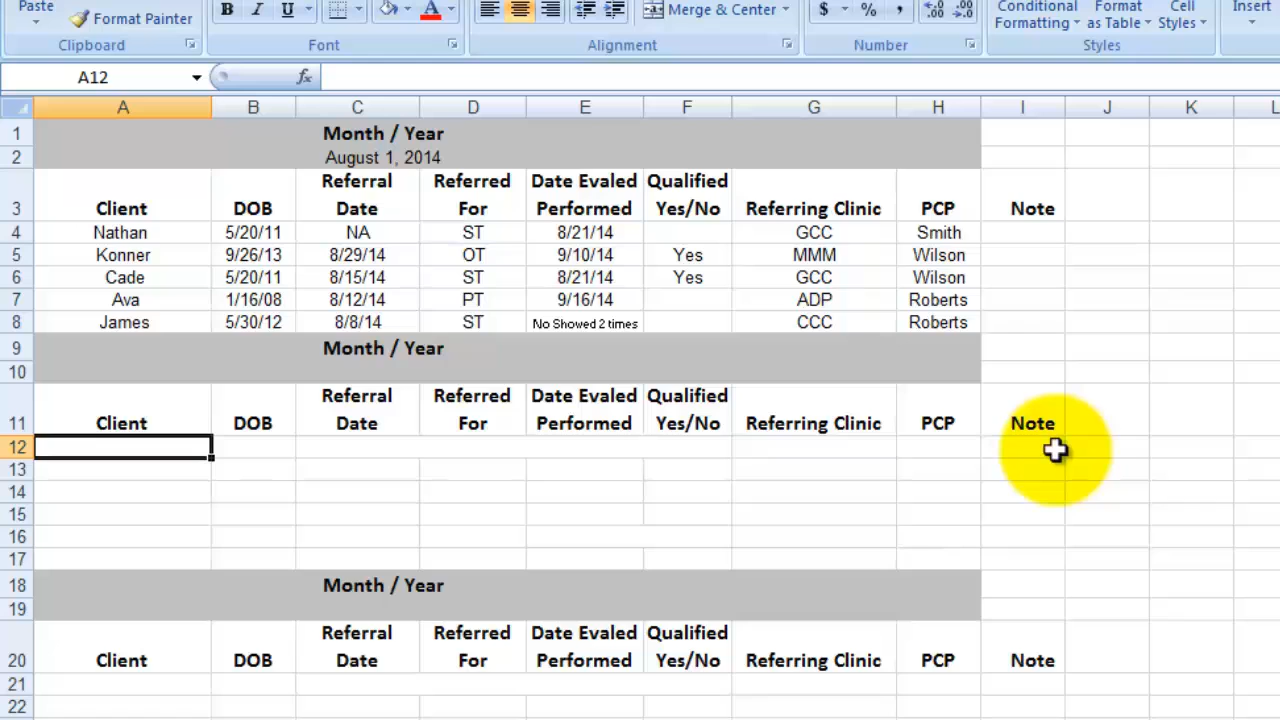 Paste Format Painter B I U A Merge & Center $ % , .00 Conditional Format Cell Insert
Formatting as Table Styles
Clipboard Font Alignment Number Styles
A12 fx
A B C D E F G H I J K L
1 Month / Year
2 August 1, 2014
Referral Referred Date Evaled Qualified
3 Client DOB Date For Performed Yes/No Referring Clinic PCP Note
4 Nathan 5/20/11 NA ST 8/21/14 GCC Smith
5 Konner 9/26/13 8/29/14 OT 9/10/14 Yes MMM Wilson
6 Cade 5/20/11 8/15/14 ST 8/21/14 Yes GCC Wilson
7 Ava 1/16/08 8/12/14 PT 9/16/14 ADP Roberts
8 James 5/30/12 8/8/14 ST No Showed 2 times CCC Roberts
9 Month / Year
10
Referral Referred Date Evaled Qualified
11 Client DOB Date For Performed Yes/No Referring Clinic PCP Note
12
13
14
15
16
17
18 Month / Year
19
Referral Referred Date Evaled Qualified
20 Client DOB Date For Performed Yes/No Referring Clinic PCP Note
21
22